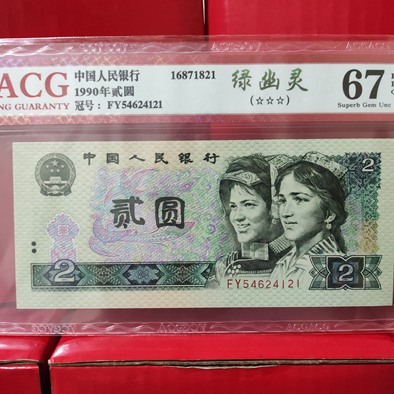 ACG 中国人民银行 16871821 绿幽灵 67
NG GUARANTY 1990年贰圆 (☆☆☆) Superb Gem Unc
冠号：FY54624121
中国人民银行
2
贰圆
2 FY54624121 2